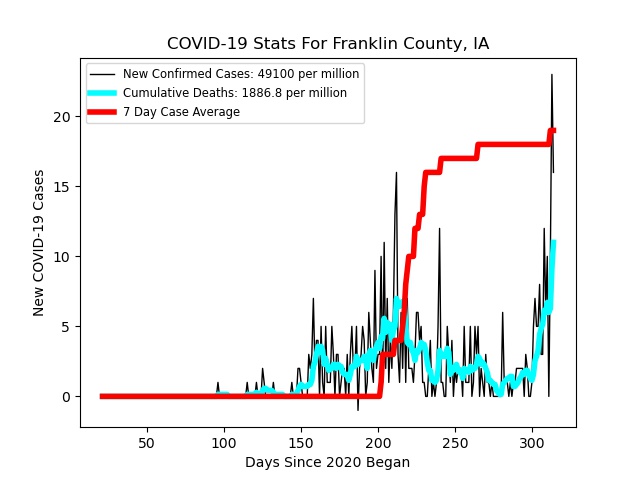 COVID-19 Stats For Franklin County, IA
New Confirmed Cases: 49100 per million
Cumulative Deaths: 1886.8 per million
7 Day Case Average
New COVID-19 Cases
20
15
10
5
0
50 100 150 200 250 300
Days Since 2020 Began